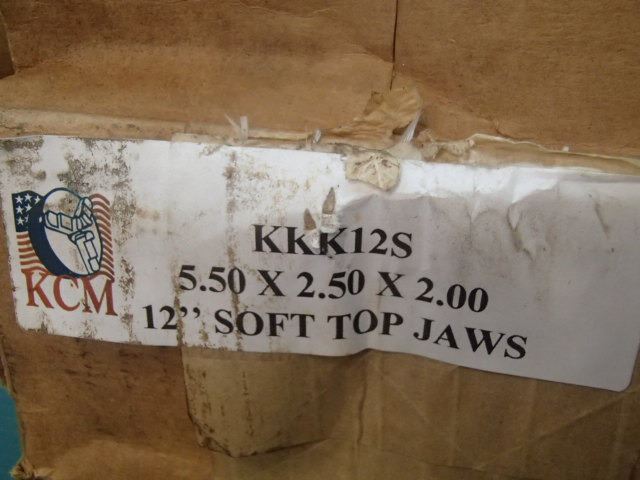 KCM
KKK12S
5.50 X 2.50 X 2.00
12'' SOFT TOP JAWS